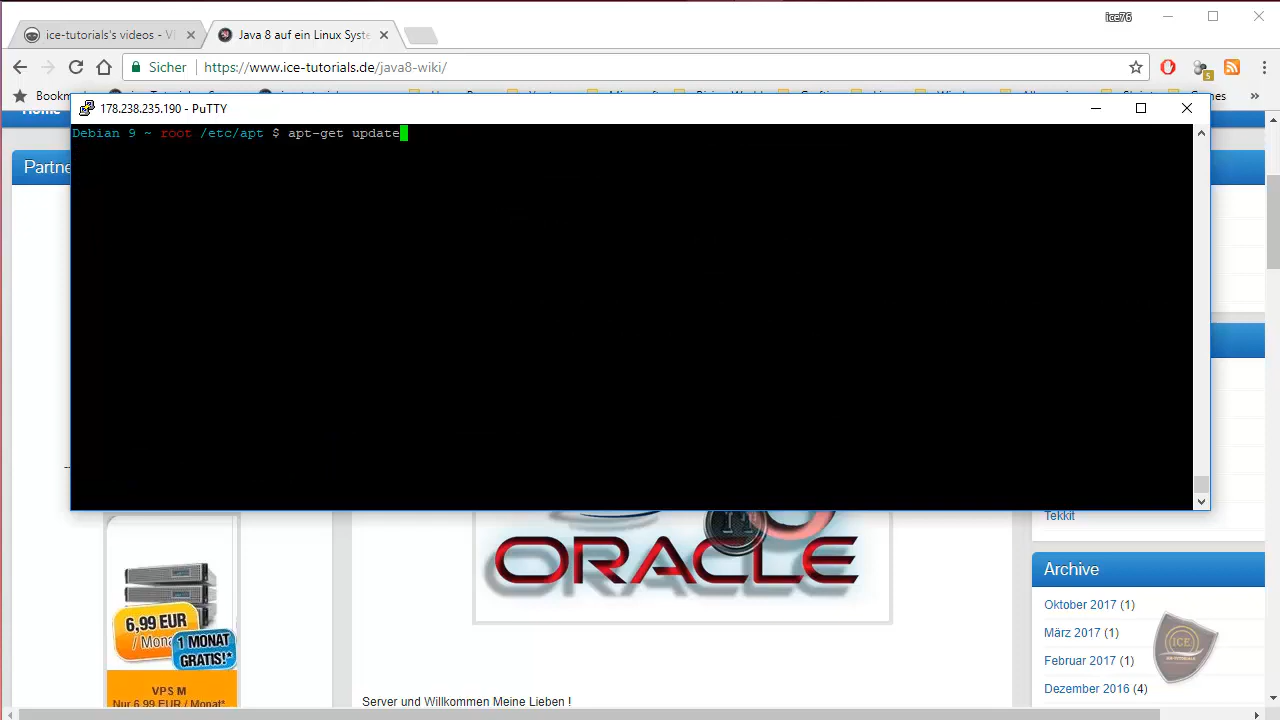 ice76
ice-tutorials's videos - V
Java 8 auf ein Linux Syste
Sicher
https://www.ice-tutorials.de/java8-wiki/
178.238.235.190 - PuTTY
Debian 9 ~ root /etc/apt $ apt-get update
Partne
Tekkit
ORACLE
Archive
Oktober 2017 (1)
März 2017 (1)
Februar 2017 (1)
Dezember 2016 (4)
6,99 EUR
/ Monat*
1 MONAT
GRATIS!*
VPS M
Nur 6,99 EUR / Monat*
Server und Willkommen Meine Lieben !
ICE